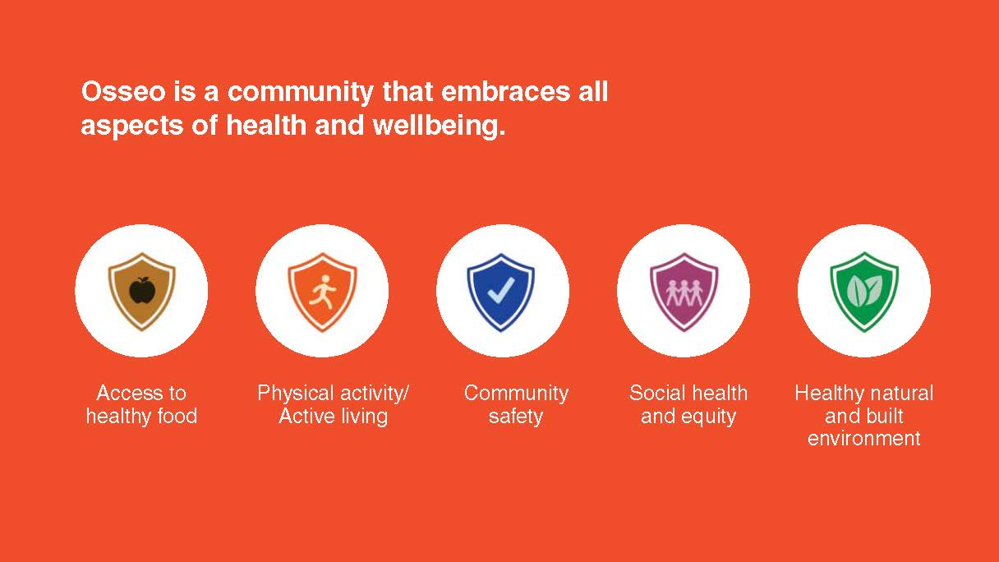 Osseo is a community that embraces all
aspects of health and wellbeing.
Access to
healthy food
Physical activity/
Active living
Community
safety
Social health
and equity
Healthy natural
and built
environment